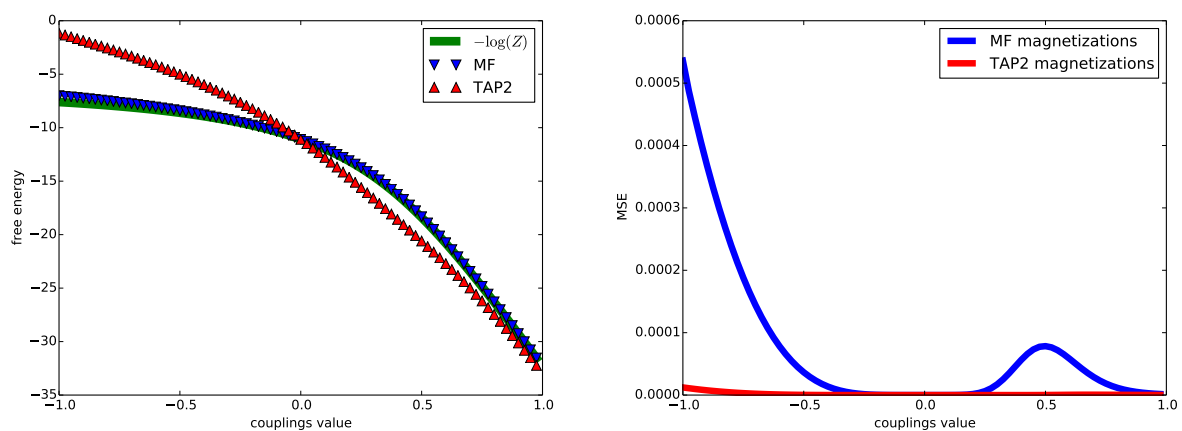 0
−5
−10
−15
−20
−25
−30
−35
−1.0
−0.5
0.0
0.5
1.0
couplings value
free energy
−log(Z)
MF
TAP2
0.0006
0.0005
0.0004
0.0003
0.0002
0.0001
0.0000
−1.0
−0.5
0.0
0.5
1.0
couplings value
MSE
MF magnetizations
TAP2 magnetizations